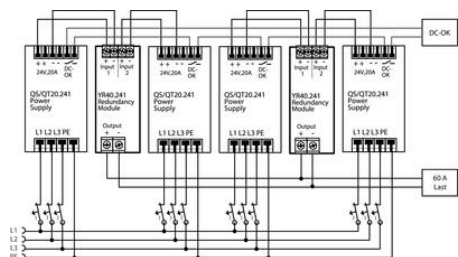 DC-OK
+ + - -
24V,20A
DC-
OK
QS/QT20.241
Power
Supply
L1 L2 L3 PE
+ - + -
Input
1
Input
2
YR40.241
Redundancy
Module
Output
+ -
+ + - -
24V,20A
DC-
OK
QS/QT20.241
Power
Supply
L1 L2 L3 PE
+ + - -
24V,20A
DC-
OK
QS/QT20.241
Power
Supply
L1 L2 L3 PE
+ - + -
Input
1
Input
2
YR40.241
Redundancy
Module
Output
+ -
+ + - -
24V,20A
DC-
OK
QS/QT20.241
Power
Supply
L1 L2 L3 PE
60 A
Last
L1
L2
L3
PE